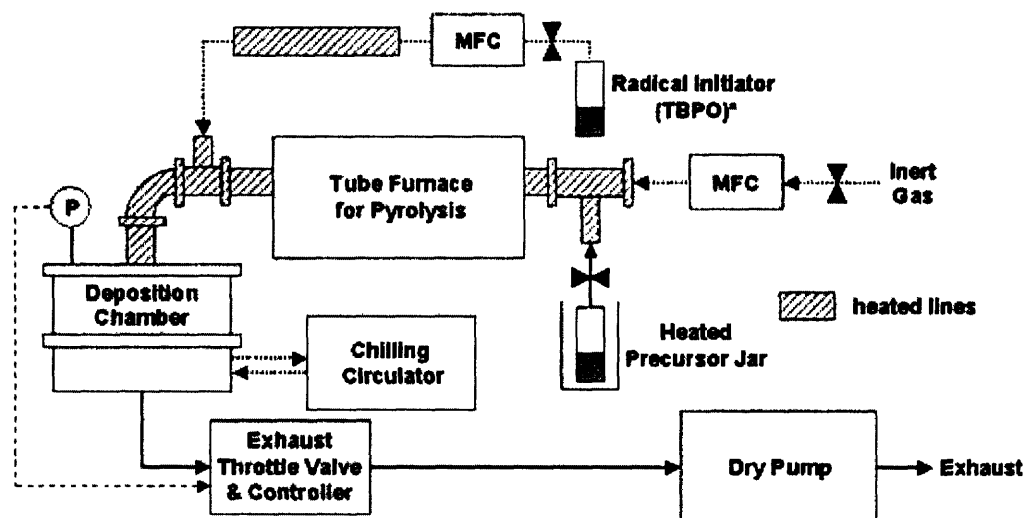 MFC
Radical Initiator
(TBPO)*
Tube Furnace
for Pyrolysis
MFC
Inert
Gas
P
Deposition
Chamber
heated lines
Chilling
Circulator
Heated
Precursor Jar
Exhaust
Throttle Valve
& Controller
Dry Pump
Exhaust